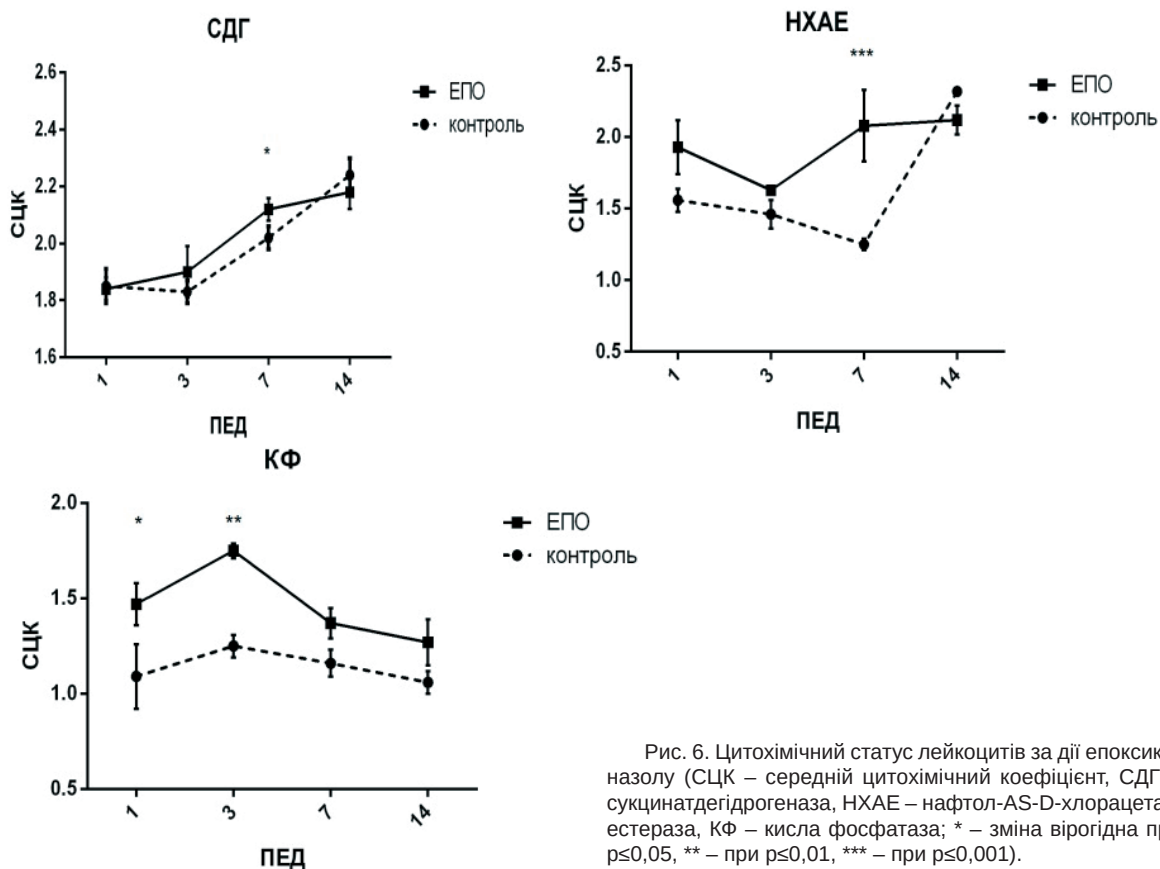 СДГ
2.6
2.4
2.2
2.0
1.8
1.6
СЦК
*
ЕПО
контроль
1
3
7
14
ПЕД
НХАЕ
2.5
2.0
1.5
1.0
0.5
СЦК
***
ЕПО
контроль
1
3
7
14
ПЕД
КФ
2.0
1.5
1.0
0.5
СЦК
*
**
ЕПО
контроль
1
3
7
14
ПЕД
Рис. 6. Цитохімічний статус лейкоцитів за дії епоксик
назолу (СЦК – середній цитохімічний коефіцієнт, СДГ
сукцинатдегідрогеназа, НХАЕ – нафтол-AS-D-хлорацета
естераза, КФ – кисла фосфатаза; * – зміна вірогідна пр
р≤0,05, ** – при р≤0,01, *** – при р≤0,001).